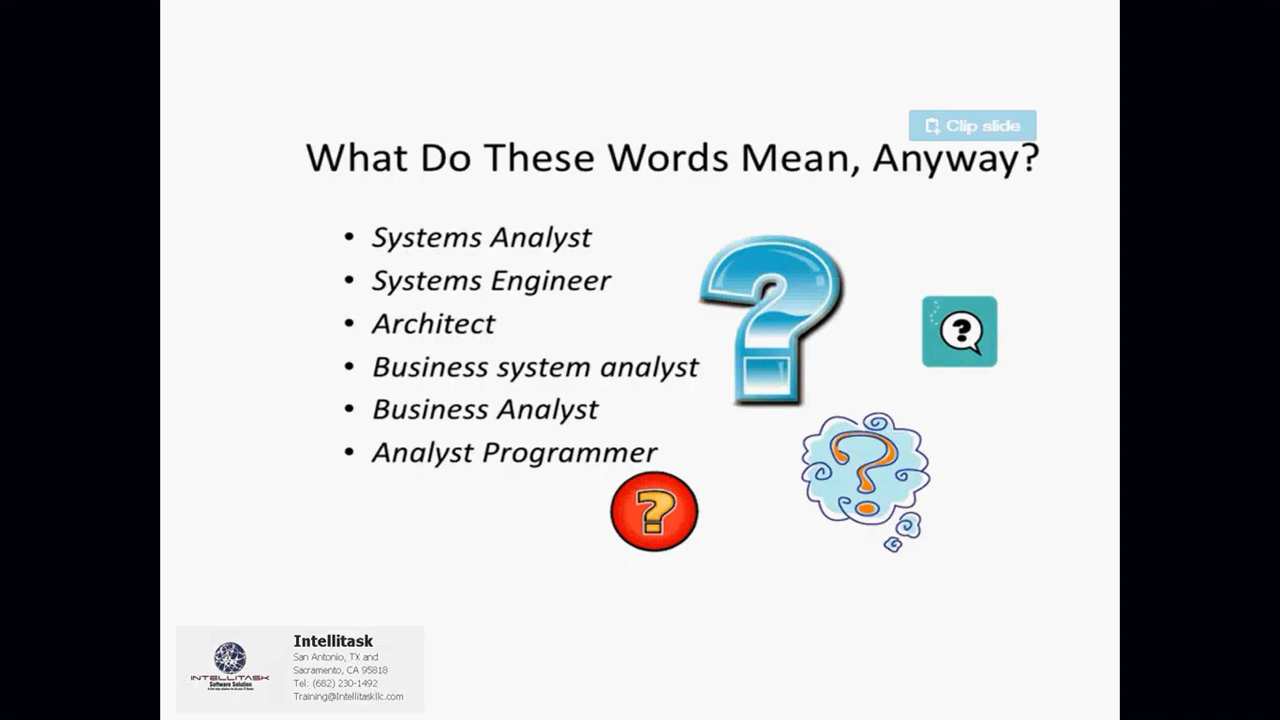 Clip slide
What Do These Words Mean, Anyway?
• Systems Analyst
• Systems Engineer
• Architect
• Business system analyst
• Business Analyst
• Analyst Programmer
?
?
?
?
Intellitask
San Antonio, TX and
Sacramento, CA 95818
Tel: (682) 230-1492
Training@Intellitaskllc.com
INTELLITASK
Software Solution